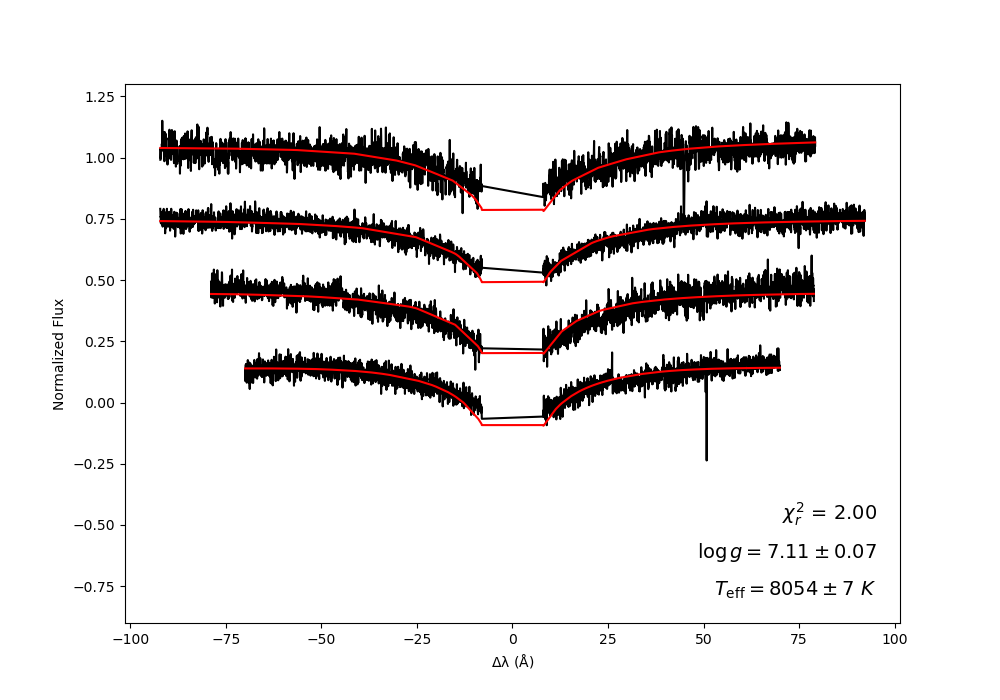 1.25
1.00
0.75
0.50
0.25
0.00
−0.25
−0.50
−0.75
Normalized Flux
χ²ᵣ = 2.00
log g = 7.11 ± 0.07
T_eff = 8054 ± 7 K
−100 −75 −50 −25 0 25 50 75 100
Δλ (Å)